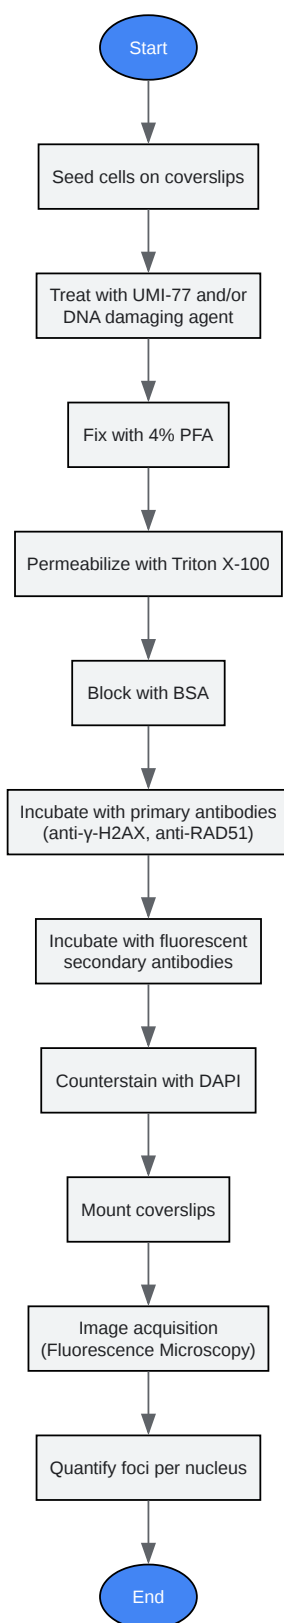 Start
Seed cells on coverslips
Treat with UMI-77 and/or
DNA damaging agent
Fix with 4% PFA
Permeabilize with Triton X-100
Block with BSA
Incubate with primary antibodies
(anti-γ-H2AX, anti-RAD51)
Incubate with fluorescent
secondary antibodies
Counterstain with DAPI
Mount coverslips
Image acquisition
(Fluorescence Microscopy)
Quantify foci per nucleus
End